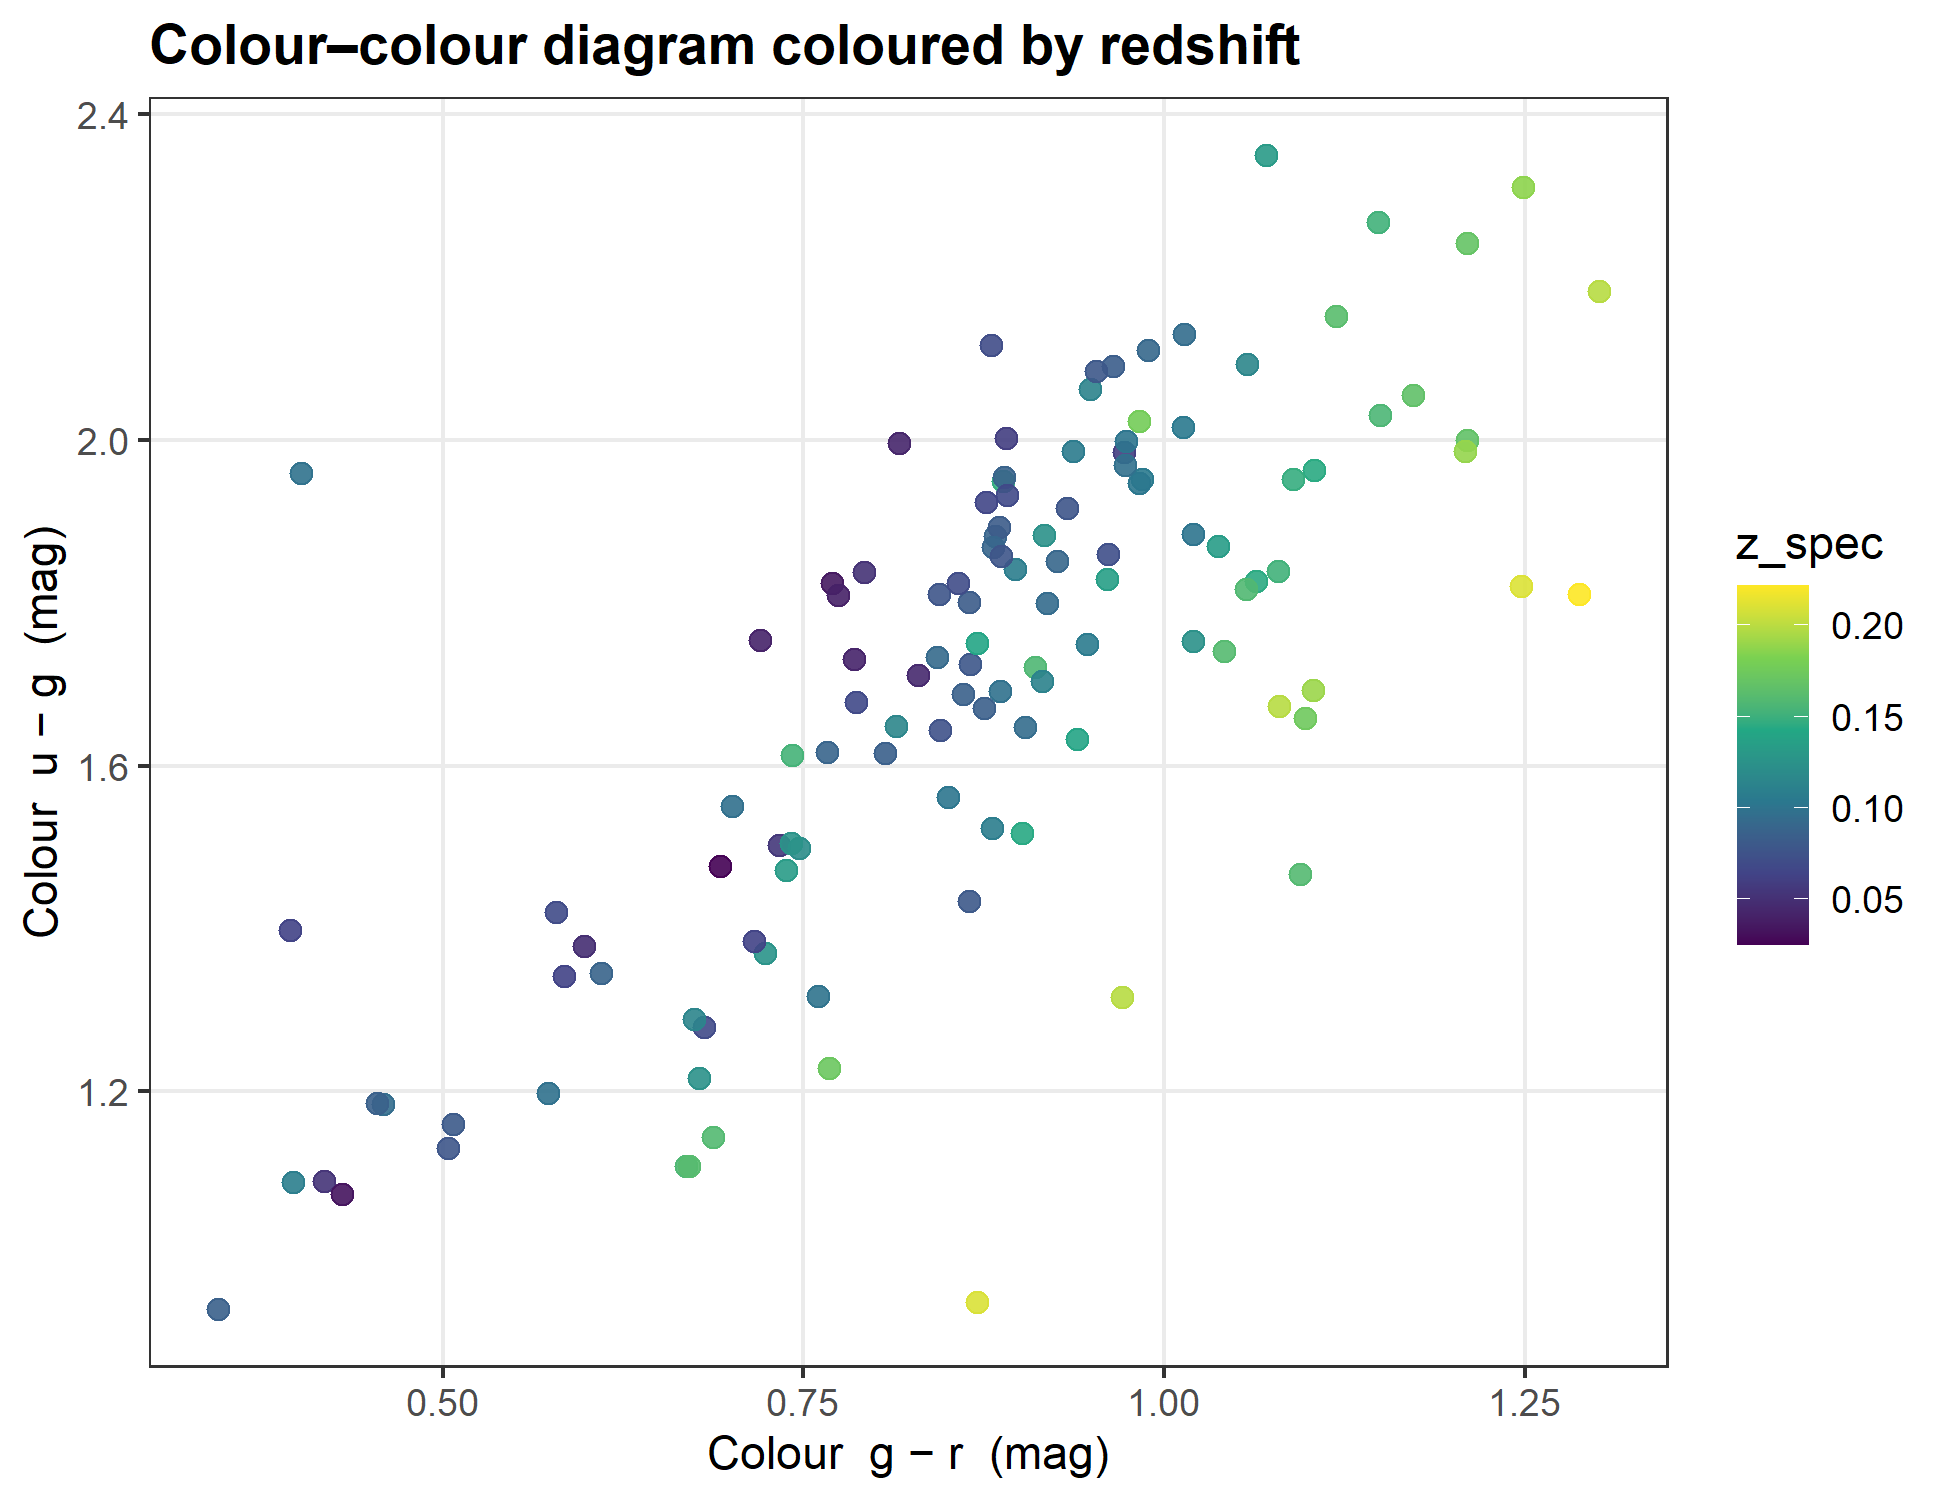 Colour–colour diagram coloured by redshift
2.4
2.0
1.6
1.2
Colour u − g (mag)
0.50 0.75 1.00 1.25
Colour g − r (mag)
z_spec
0.20
0.15
0.10
0.05